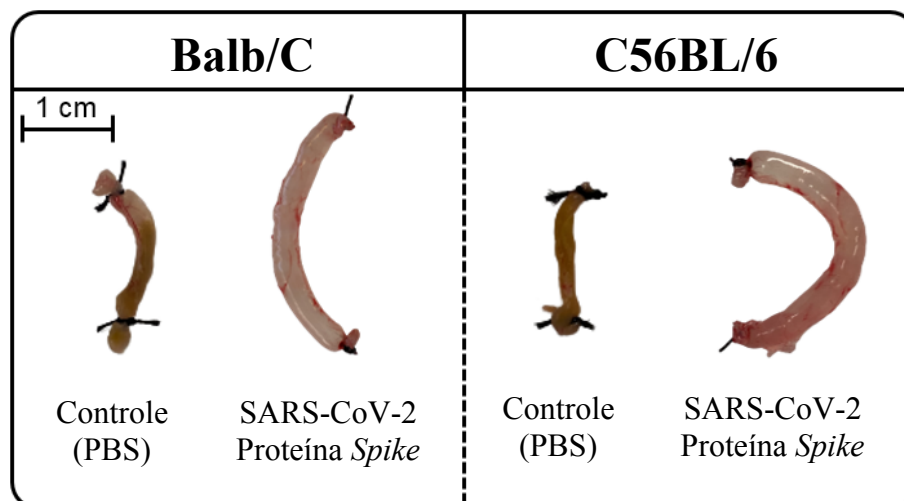 Balb/C
C56BL/6
1 cm
Controle
(PBS)
SARS-CoV-2
Proteína Spike
Controle
(PBS)
SARS-CoV-2
Proteína Spike